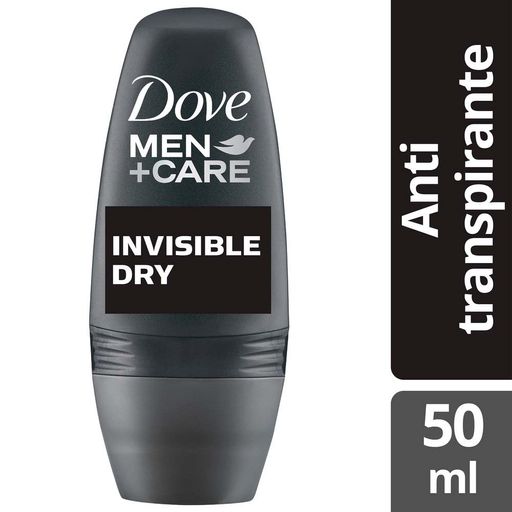 Dove
MEN
+CARE
INVISIBLE
DRY
Anti
transpirante
50
ml